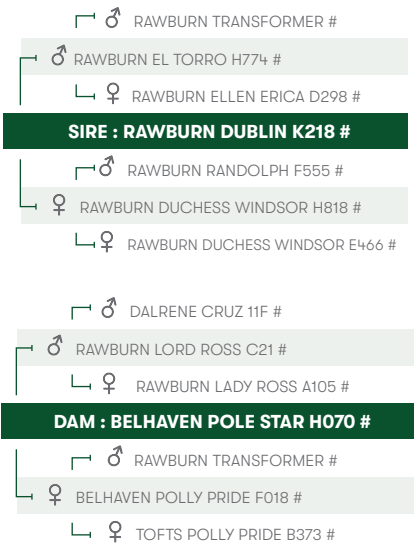 RAWBURN TRANSFORMER #
RAWBURN EL TORRO H774 #
RAWBURN ELLEN ERICA D298 #
SIRE : RAWBURN DUBLIN K218 #
RAWBURN RANDOLPH F555 #
RAWBURN DUCHESS WINDSOR H818 #
RAWBURN DUCHESS WINDSOR E466 #
DALRENE CRUZ 11F #
RAWBURN LORD ROSS C21 #
RAWBURN LADY ROSS A105 #
DAM : BELHAVEN POLE STAR H070 #
RAWBURN TRANSFORMER #
BELHAVEN POLLY PRIDE F018 #
TOFTS POLLY PRIDE B373 #